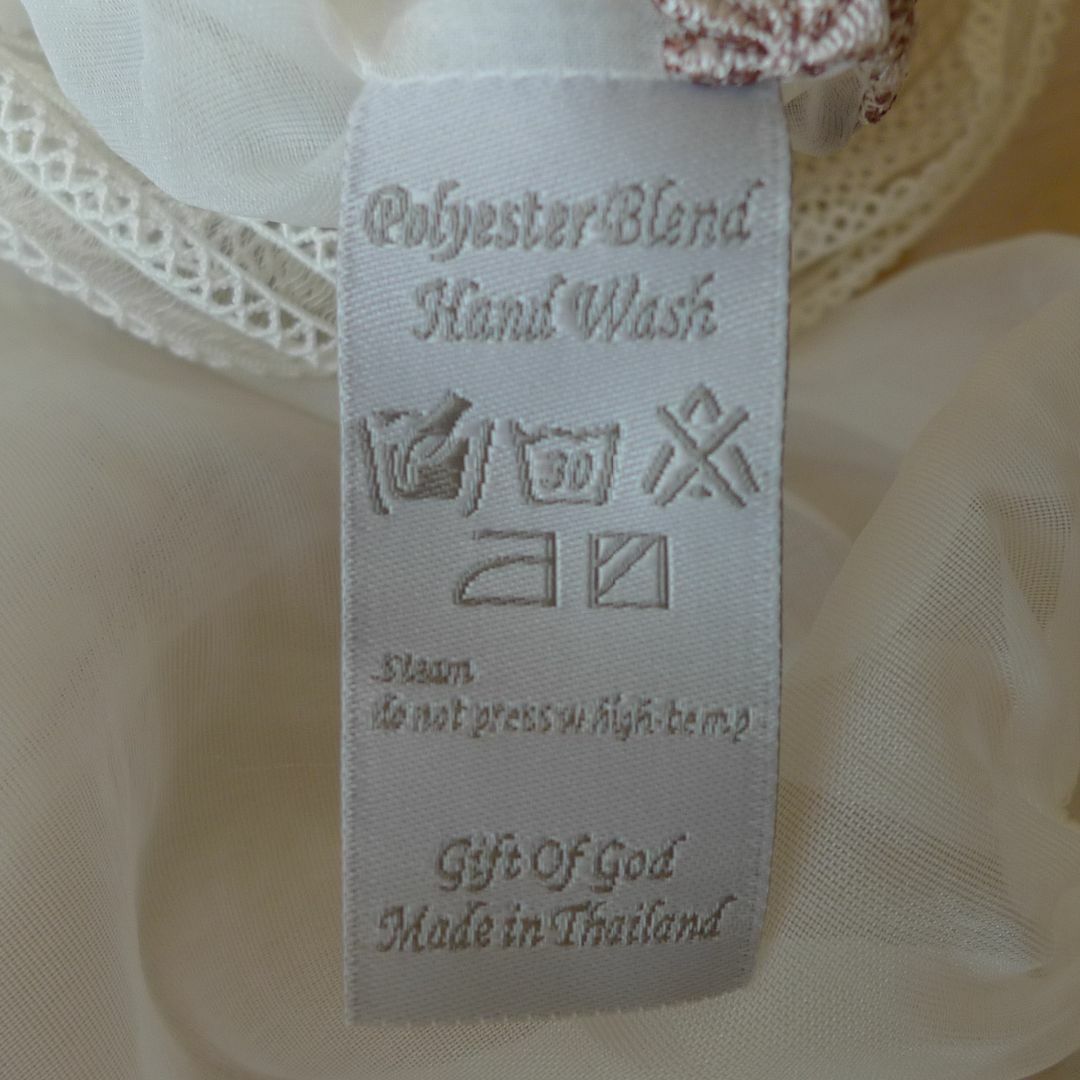 Polyester Blend
Hand Wash
30
Steam
do not press w high-temp
Gift Of God
Made in Thailand